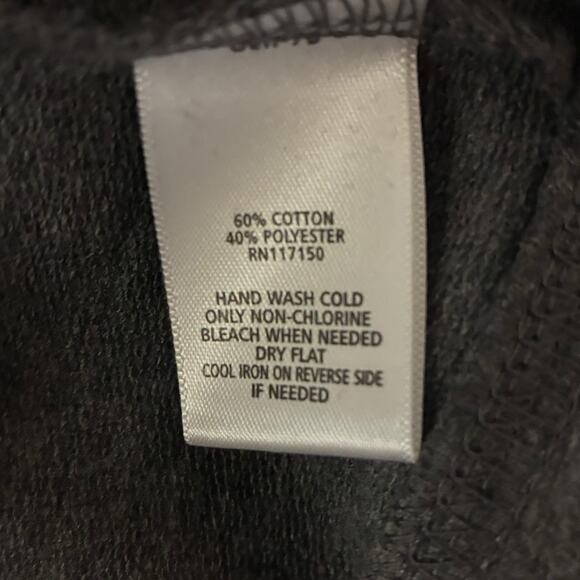 60% COTTON
40% POLYESTER
RN117150
HAND WASH COLD
ONLY NON-CHLORINE
BLEACH WHEN NEEDED
DRY FLAT
COOL IRON ON REVERSE SIDE
IF NEEDED